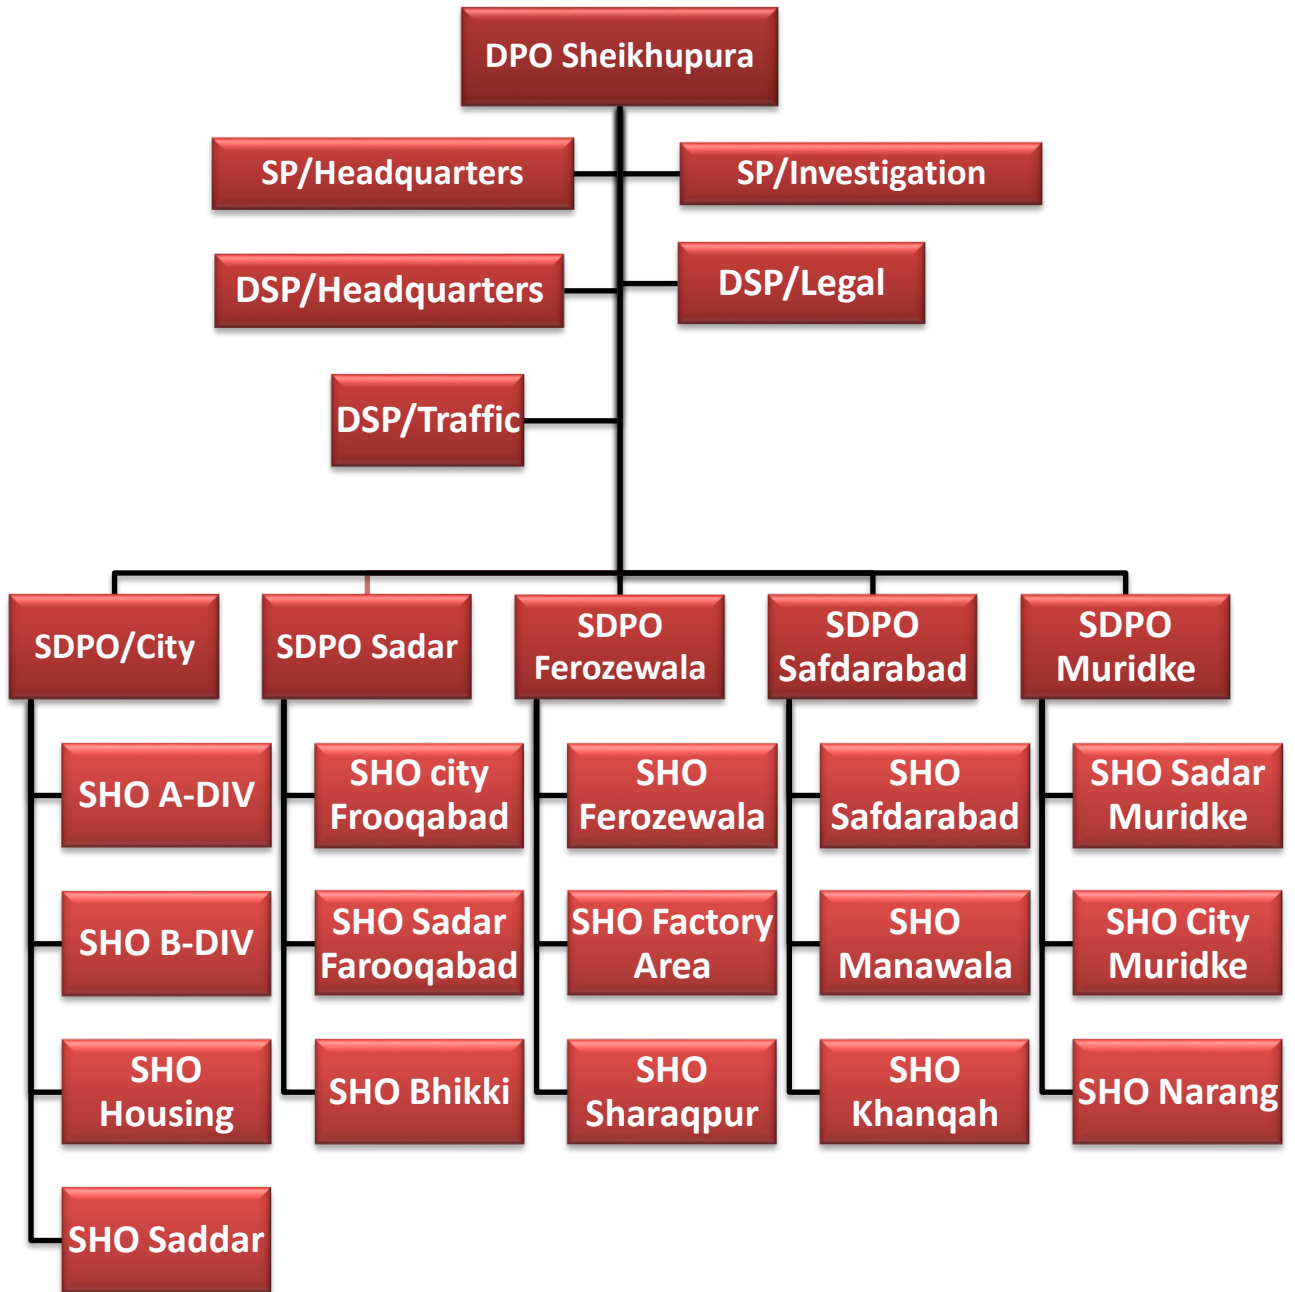 DPO Sheikhupura
SP/Headquarters
SP/Investigation
DSP/Headquarters
DSP/Legal
DSP/Traffic
SDPO/City
SDPO Sadar
SDPO
Ferozewala
SDPO
Safdarabad
SDPO
Muridke
SHO A-DIV
SHO city
Frooqabad
SHO
Ferozewala
SHO
Safdarabad
SHO Sadar
Muridke
SHO B-DIV
SHO Sadar
Farooqabad
SHO Factory
Area
SHO
Manawala
SHO City
Muridke
SHO
Housing
SHO Bhikki
SHO
Sharaqpur
SHO
Khanqah
SHO Narang
SHO Saddar